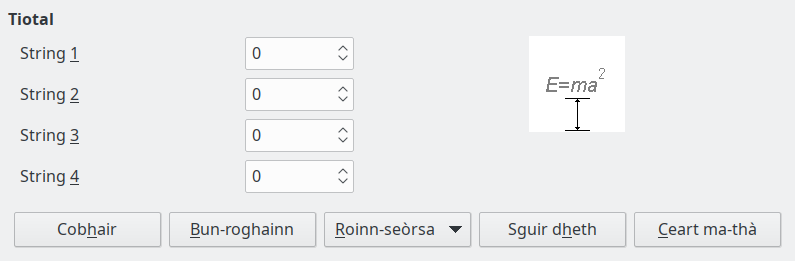 Tiotal
String 1 0
String 2 0
String 3 0
String 4 0
E=ma²
Cobhair Bun-roghainn Roinn-seòrsa Sguir dheth Ceart ma-thà